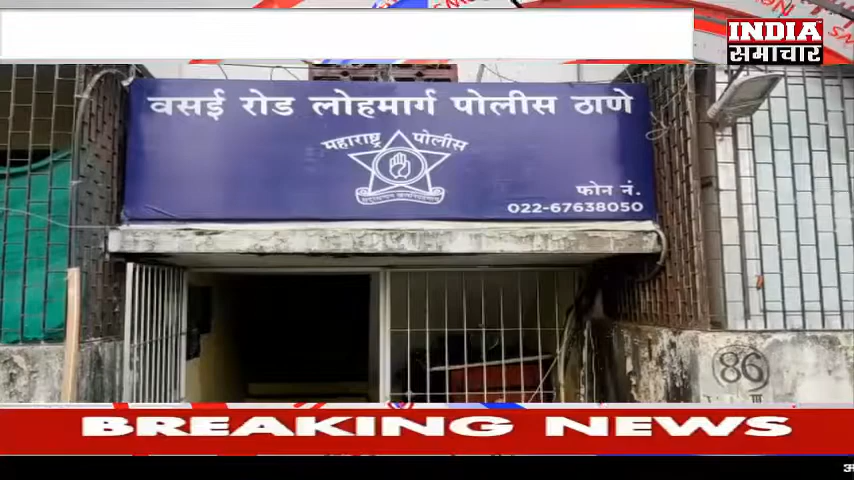 INDIA
समाचार
वसई रोड लोहमार्ग पोलीस ठाणे
महाराष्ट्र पोलीस
फोन नं.
022-67638050
86
BREAKING NEWS